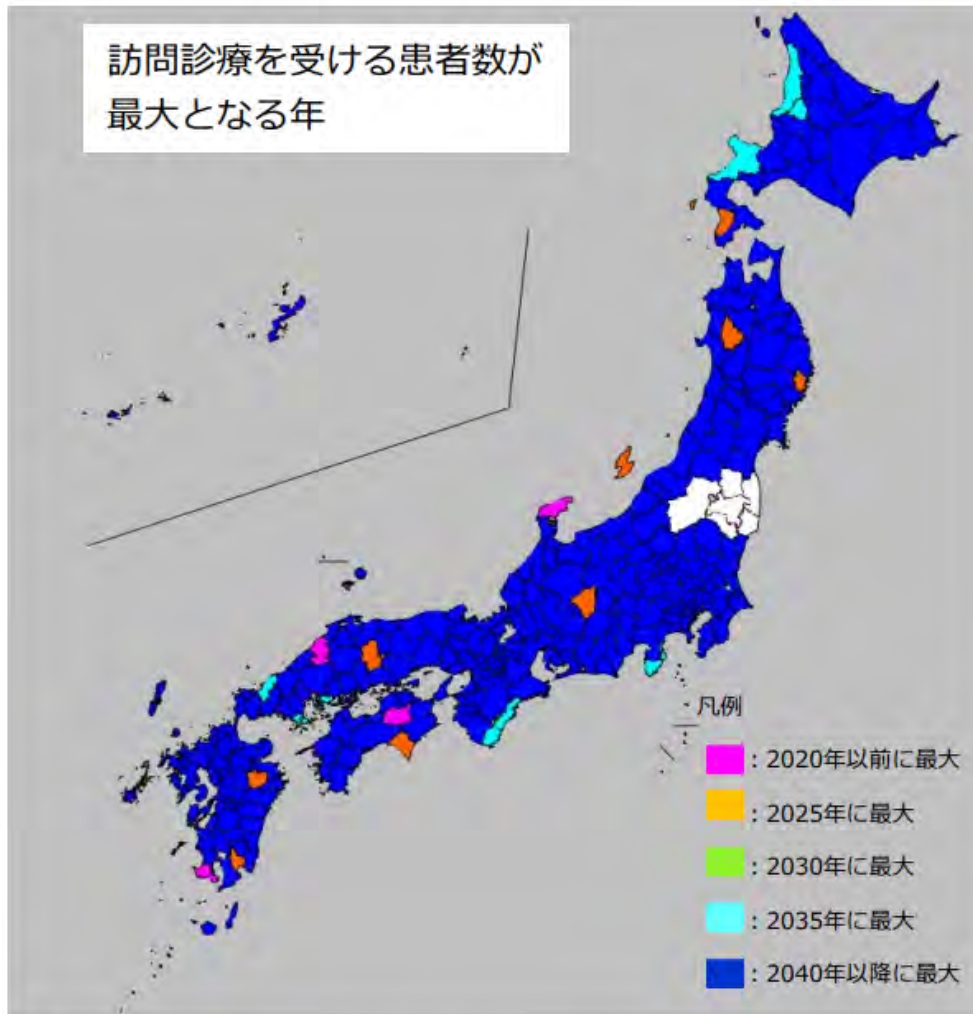 訪問診療を受ける患者数が
最大となる年
凡例
：2020年以前に最大
：2025年に最大
：2030年に最大
：2035年に最大
：2040年以降に最大